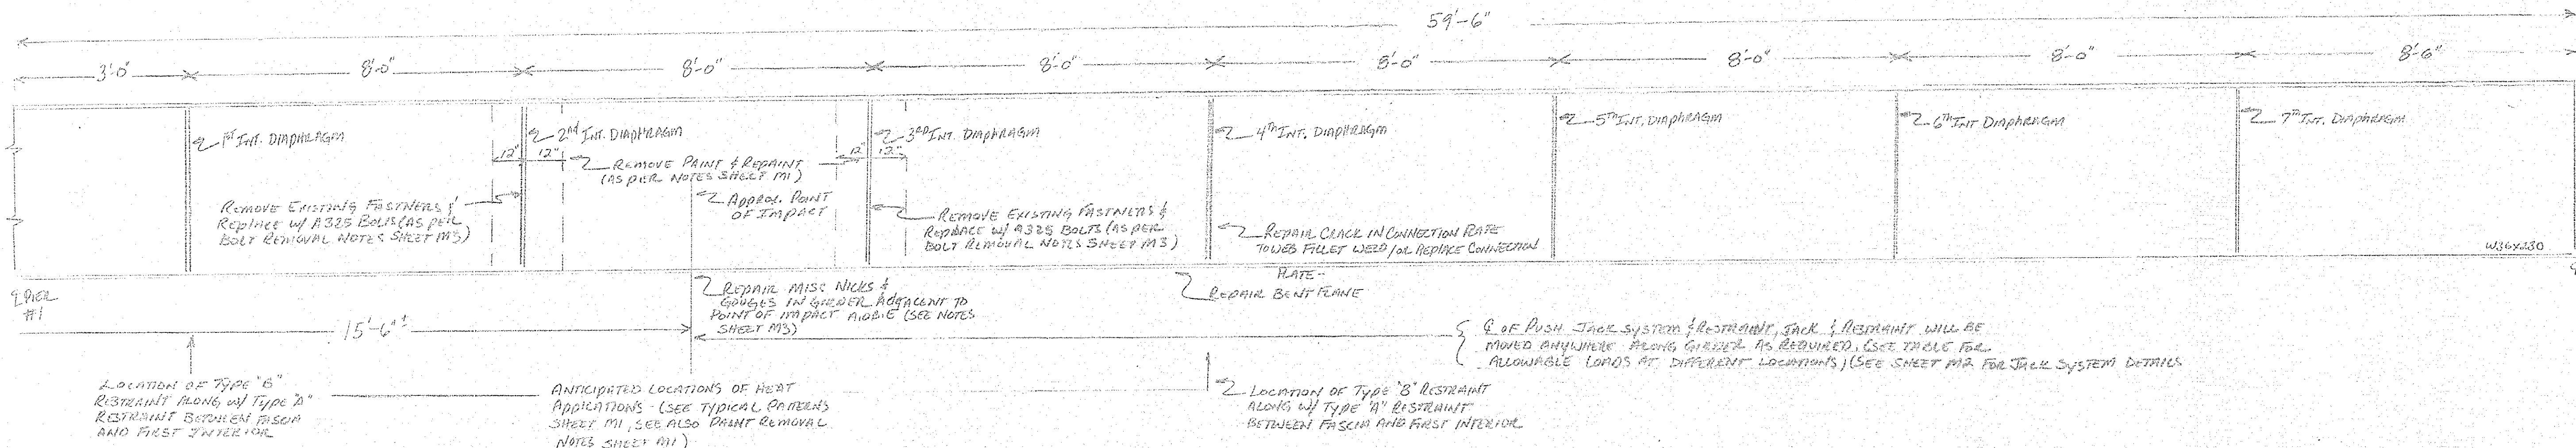 59'-6"
3'-0"
8'-0"
8'-0"
8'-0"
8'-0"
8'-0"
8'-0"
8'-6"
1ST INT. DIAPHRAGM
2nd INT. DIAPHRAGM
3RD INT. DIAPHRAGM
4th INT. DIAPHRAGM
5th INT. DIAPHRAGM
6th INT DIAPHRAGM
7th INT. DIAPHRAGM
12"
12"
12"
12"
REMOVE PAINT & REPAINT
(AS PER NOTES SHEET M1)
REMOVE EXISTING FASTNERS &
REPLACE W/ A325 BOLTS (AS PER
BOLT REMOVAL NOTES SHEET M3)
APPROX. POINT
OF IMPACT
REMOVE EXISTING FASTNERS &
REPLACE W/ A325 BOLTS (AS PER
BOLT REMOVAL NOTES SHEET M3)
REPAIR CRACK IN CONNECTION PLATE
TO WEB FILLET WELD / OR REPLACE CONNECTION
PLATE -
W36x230
℄ PIER
#1
REPAIR MISC NICKS &
GOUGES IN GIRDER ADJACENT TO
POINT OF IMPACT (SEE NOTES
SHEET M3)
REPAIR BENT FLANE
15'-6"±
℄ OF PUSH JACK SYSTEM & RESTRAINT, JACK & RESTRAINT WILL BE
MOVED ANYWHERE ALONG GIRDER AS REQUIRED. (SEE TABLE FOR
ALLOWABLE LOADS AT DIFFERENT LOCATIONS) (SEE SHEET M2 FOR JACK SYSTEM DETAILS
LOCATION OF TYPE "B"
RESTRAINT ALONG W/ TYPE "A"
RESTRAINT BETWEEN FASCIA
AND FIRST INTERIOR
ANTICIPATED LOCATIONS OF HEAT
APPLICATIONS - (SEE TYPICAL PATTERNS
SHEET M1, SEE ALSO PAINT REMOVAL
NOTES SHEET M1)
LOCATION OF TYPE "B" RESTRAINT
ALONG W/ TYPE "A" RESTRAINT
BETWEEN FASCIA AND FIRST INTERIOR